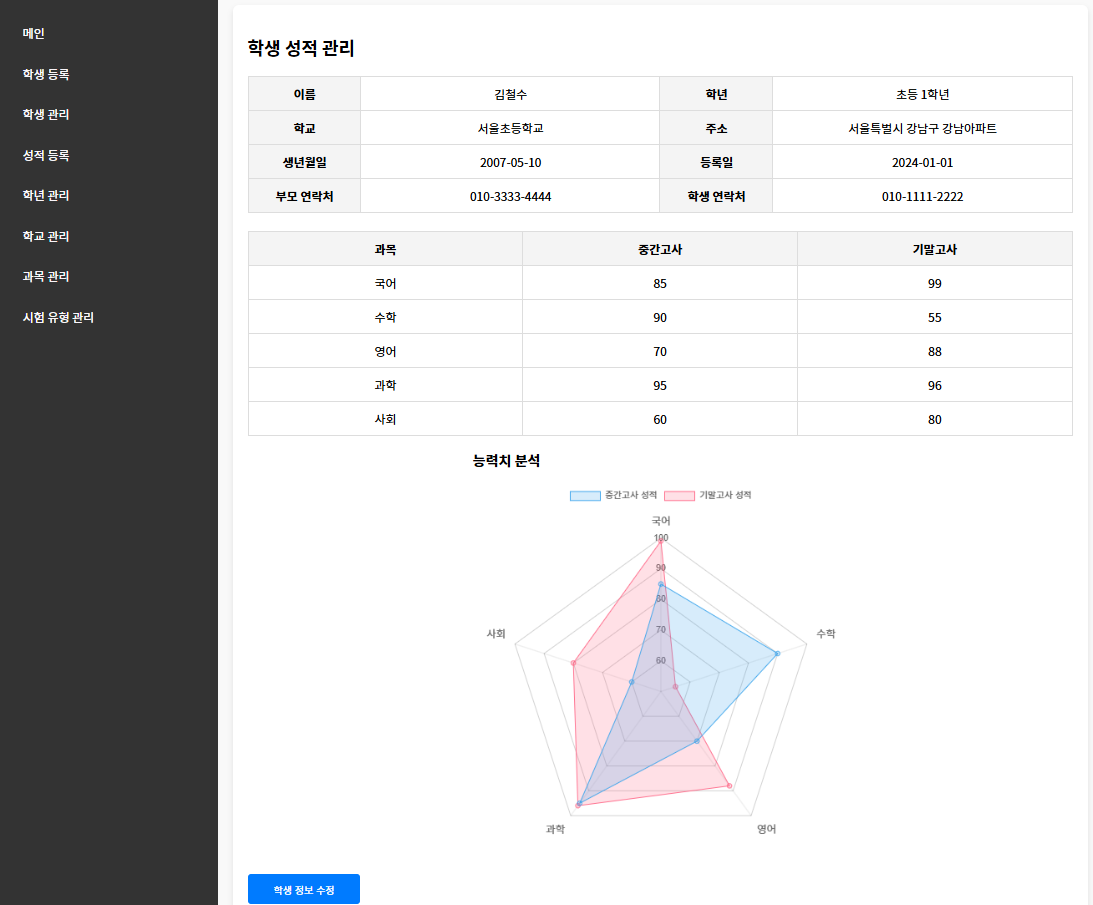 메인
학생 등록
학생 관리
성적 등록
학년 관리
학교 관리
과목 관리
시험 유형 관리
학생 성적 관리
이름 김철수 학년 초등 1학년
학교 서울초등학교 주소 서울특별시 강남구 강남아파트
생년월일 2007-05-10 등록일 2024-01-01
부모 연락처 010-3333-4444 학생 연락처 010-1111-2222
과목 중간고사 기말고사
국어 85 99
수학 90 55
영어 70 88
과학 95 96
사회 60 80
능력치 분석
중간고사 성적 기말고사 성적
국어
100
90
80
70
60
사회 수학
과학 영어
학생 정보 수정